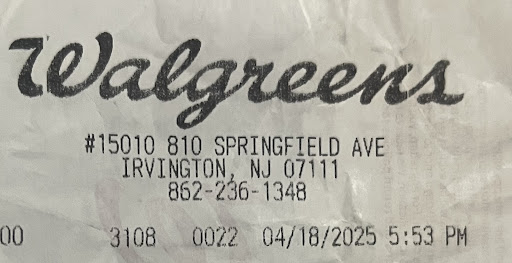 Walgreens
#15010 810 SPRINGFIELD AVE
IRVINGTON, NJ 07111
862-236-1348
00 3108 0022 04/18/2025 5:53 PM